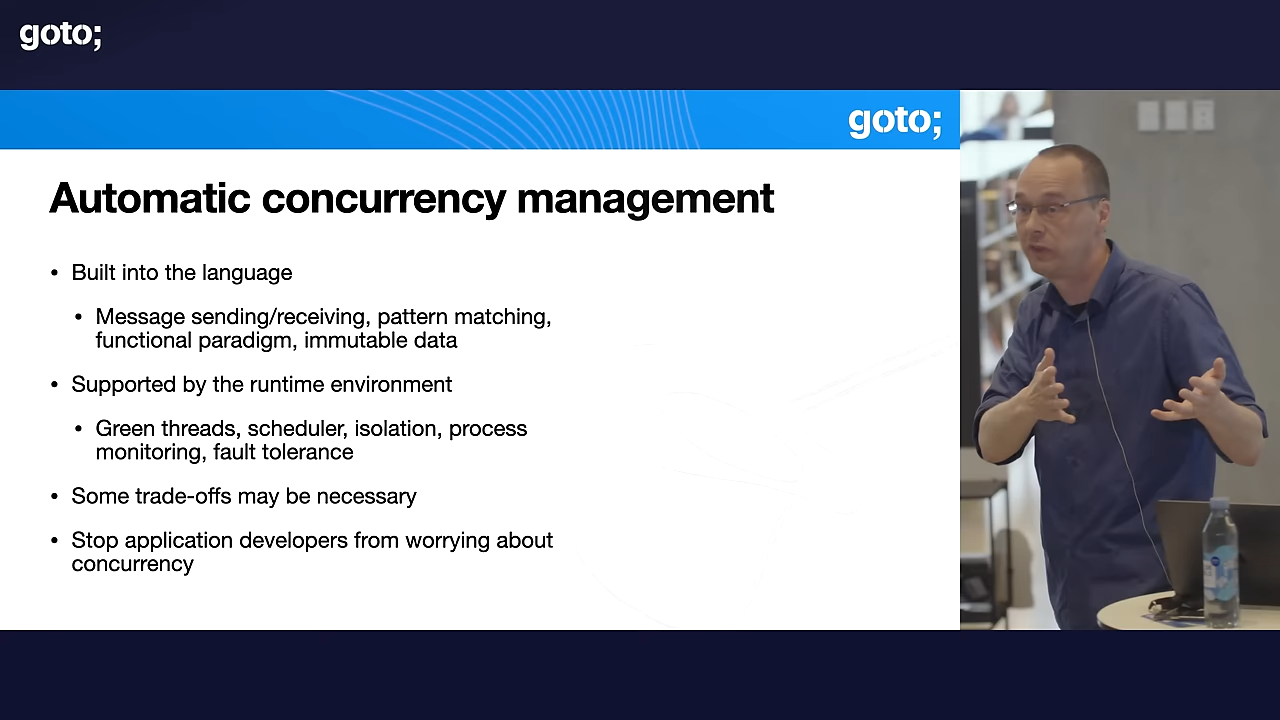 goto;
goto;
Automatic concurrency management
• Built into the language
• Message sending/receiving, pattern matching,
functional paradigm, immutable data
• Supported by the runtime environment
• Green threads, scheduler, isolation, process
monitoring, fault tolerance
• Some trade-offs may be necessary
• Stop application developers from worrying about
concurrency